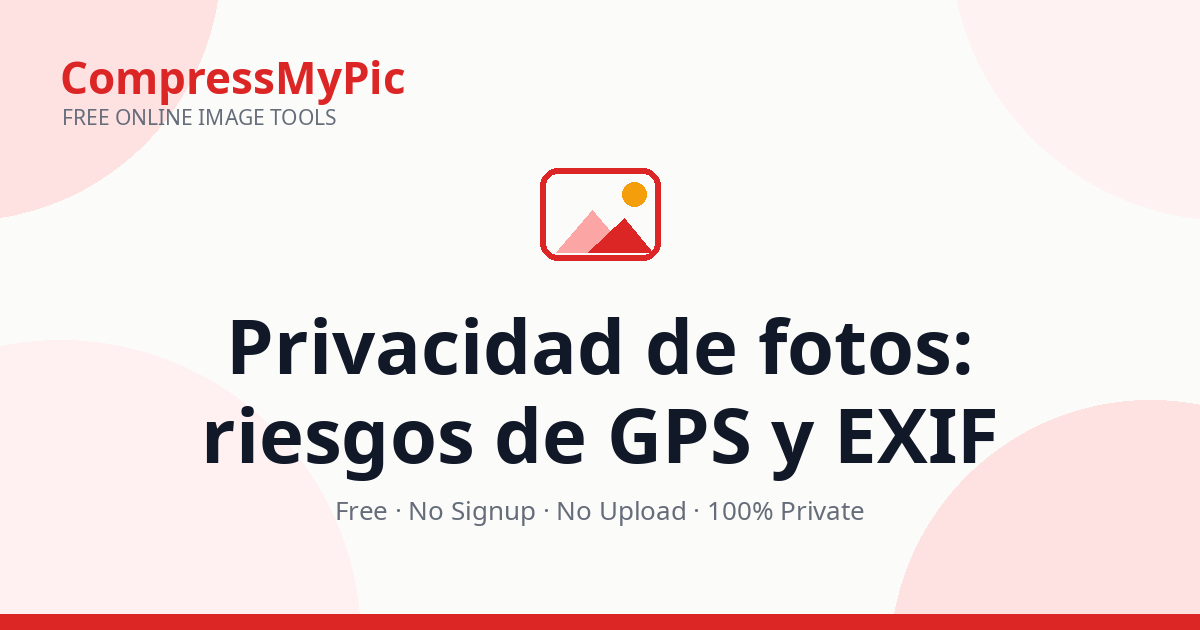 CompressMyPic
FREE ONLINE IMAGE TOOLS
Privacidad de fotos:
riesgos de GPS y EXIF
Free · No Signup · No Upload · 100% Private